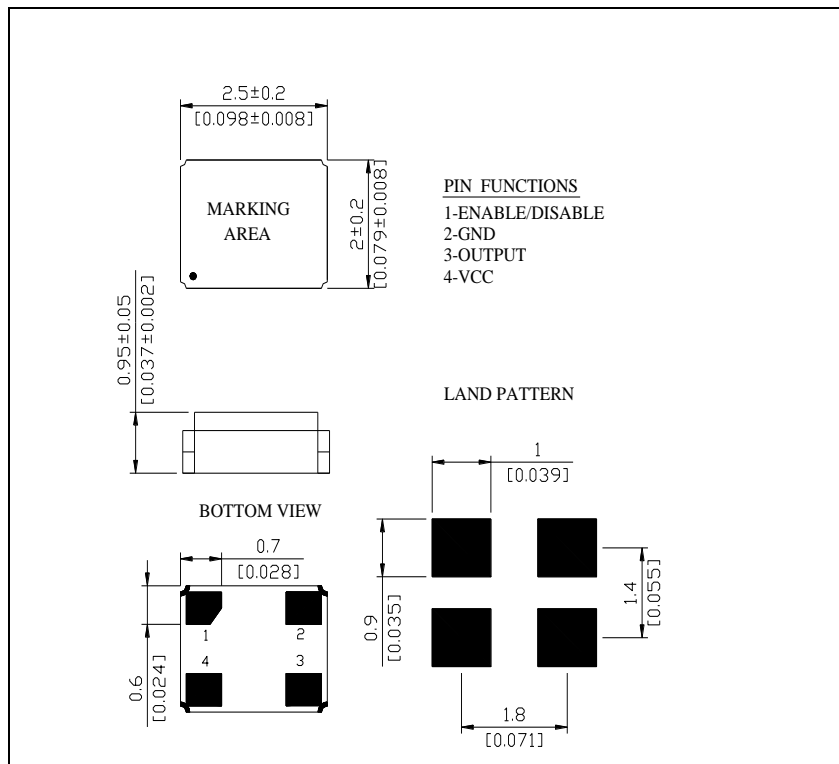 2.5±0.2
[0.098±0.008]
MARKING
AREA
2±0.2
[0.079±0.008]
PIN FUNCTIONS
1-ENABLE/DISABLE
2-GND
3-OUTPUT
4-VCC
0.95±0.05
[0.037±0.002]
LAND PATTERN
1
[0.039]
BOTTOM VIEW
0.7
[0.028]
0.6
[0.024]
1
2
4
3
0.9
[0.035]
1.4
[0.055]
1.8
[0.071]